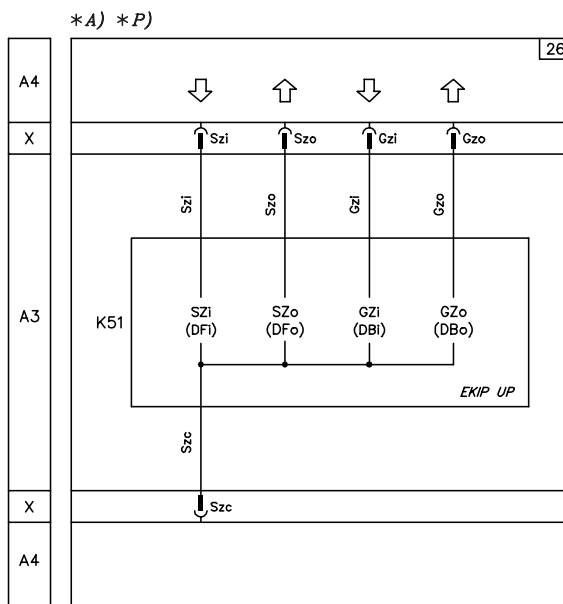 *A) *P)
26
A4
X
Szi Szo Gzi Gzo
Szi Szo Gzi Gzo
A3
K51
SZi SZo GZi GZo
(DFi) (DFo) (DBi) (DBo)
EKIP UP
Szc
X
Szc
A4